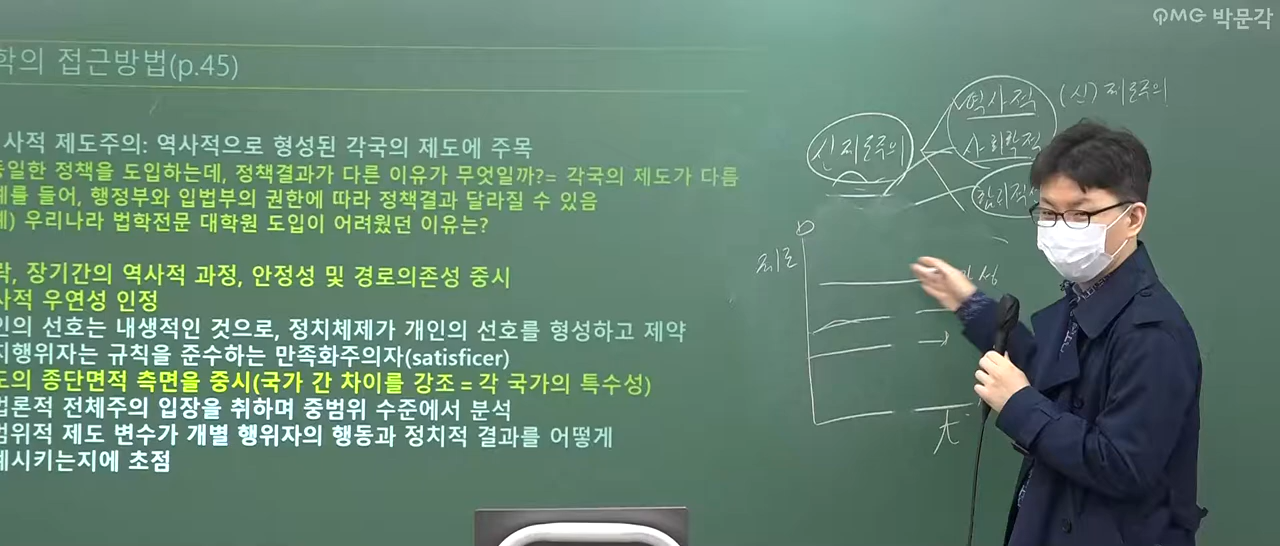 PMG 박문각
학의 접근방법(p.45)
사적 제도주의: 역사적으로 형성된 각국의 제도에 주목
동일한 정책을 도입하는데, 정책결과가 다른 이유가 무엇일까?= 각국의 제도가 다름
예를 들어, 행정부와 입법부의 권한에 따라 정책결과 달라질 수 있음
예) 우리나라 법학전문 대학원 도입이 어려웠던 이유는?
락, 장기간의 역사적 과정, 안정성 및 경로의존성 중시
사적 우연성 인정
인의 선호는 내생적인 것으로, 정치체제가 개인의 선호를 형성하고 제약
치행위자는 규칙을 준수하는 만족화주의자(satisficer)
도의 종단면적 측면을 중시(국가 간 차이를 강조 = 각 국가의 특수성)
법론적 전체주의 입장을 취하며 중범위 수준에서 분석
범위적 제도 변수가 개별 행위자의 행동과 정치적 결과를 어떻게
계시키는지에 초점
신제도주의
역사적 (신) 제도주의
사회학적
합리적선
제도
t